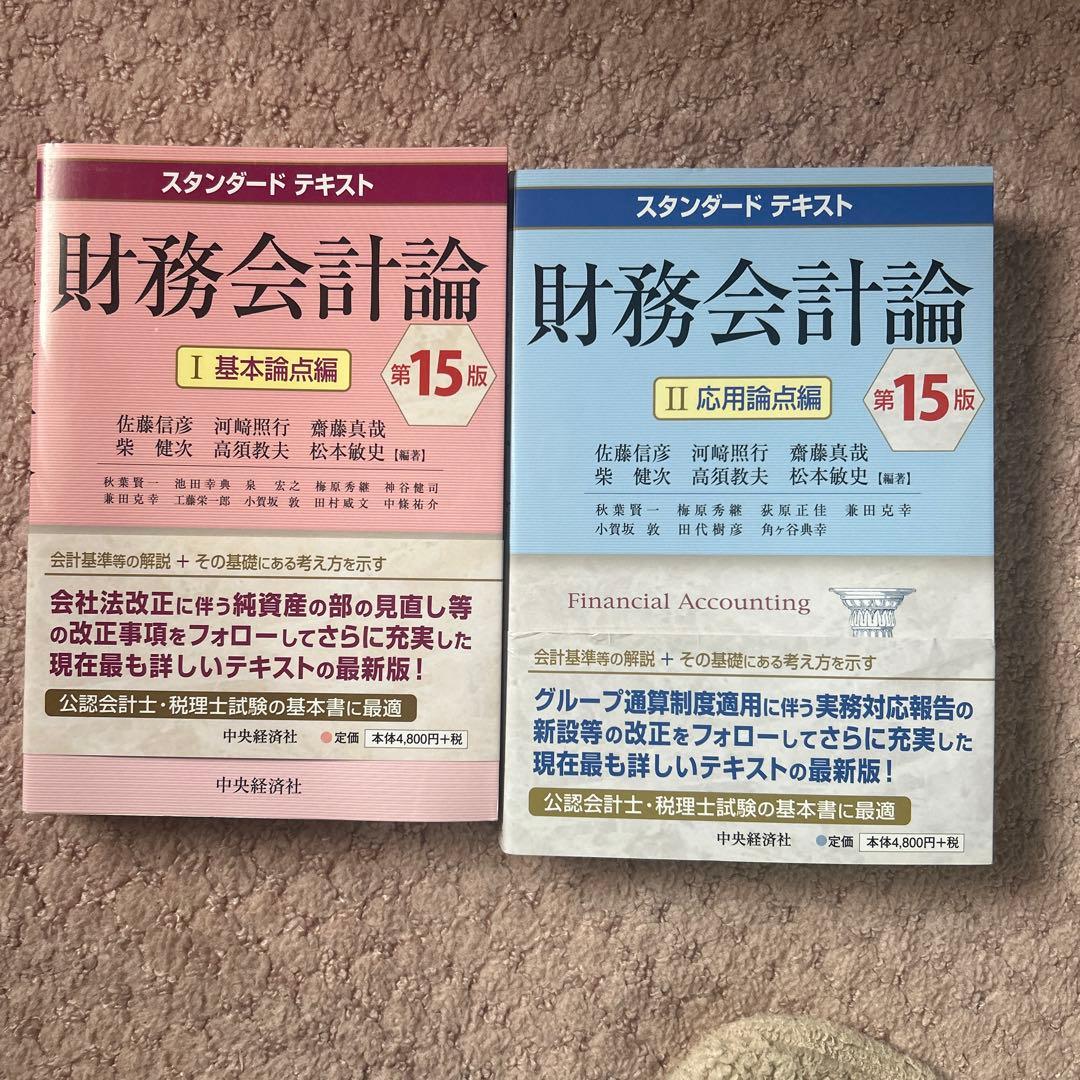 スタンダード テキスト
財務会計論
I 基本論点編
第15版
佐藤信彦 河﨑照行 齋藤真哉
柴 健次 高須教夫 松本敏史【編著】
秋葉賢一 池田幸典 泉 宏之 梅原秀継 神谷健司
兼田克幸 工藤栄一郎 小賀坂 敦 田村威文 中條祐介
会計基準等の解説 + その基礎にある考え方を示す
会社法改正に伴う純資産の部の見直し等
の改正事項をフォローしてさらに充実した
現在最も詳しいテキストの最新版!
公認会計士・税理士試験の基本書に最適
中央経済社 ●定価 本体4,800円+税
中央経済社
スタンダード テキスト
財務会計論
II 応用論点編
第15版
佐藤信彦 河﨑照行 齋藤真哉
柴 健次 高須教夫 松本敏史【編著】
秋葉賢一 梅原秀継 荻原正佳 兼田克幸
小賀坂 敦 田代樹彦 角ヶ谷典幸
Financial Accounting
会計基準等の解説 + その基礎にある考え方を示す
グループ通算制度適用に伴う実務対応報告の
新設等の改正をフォローしてさらに充実した
現在最も詳しいテキストの最新版!
公認会計士・税理士試験の基本書に最適
中央経済社 ●定価 本体4,800円+税